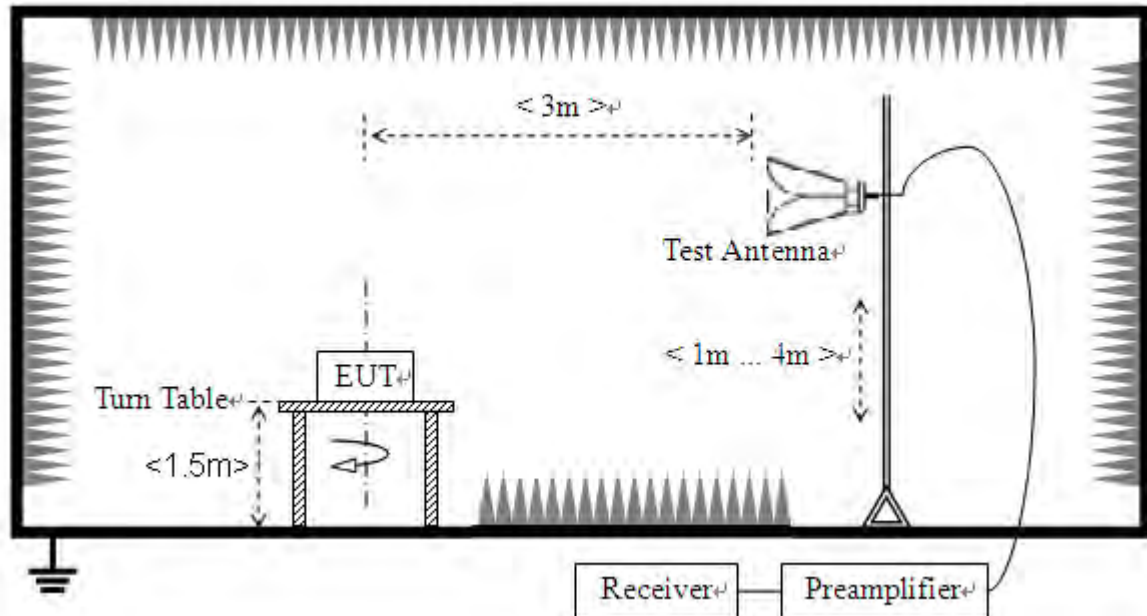 < 3m >↵
Test Antenna↵
< 1m ... 4m >↵
EUT↵
Turn Table↵
<1.5m>
Receiver↵
Preamplifier↵